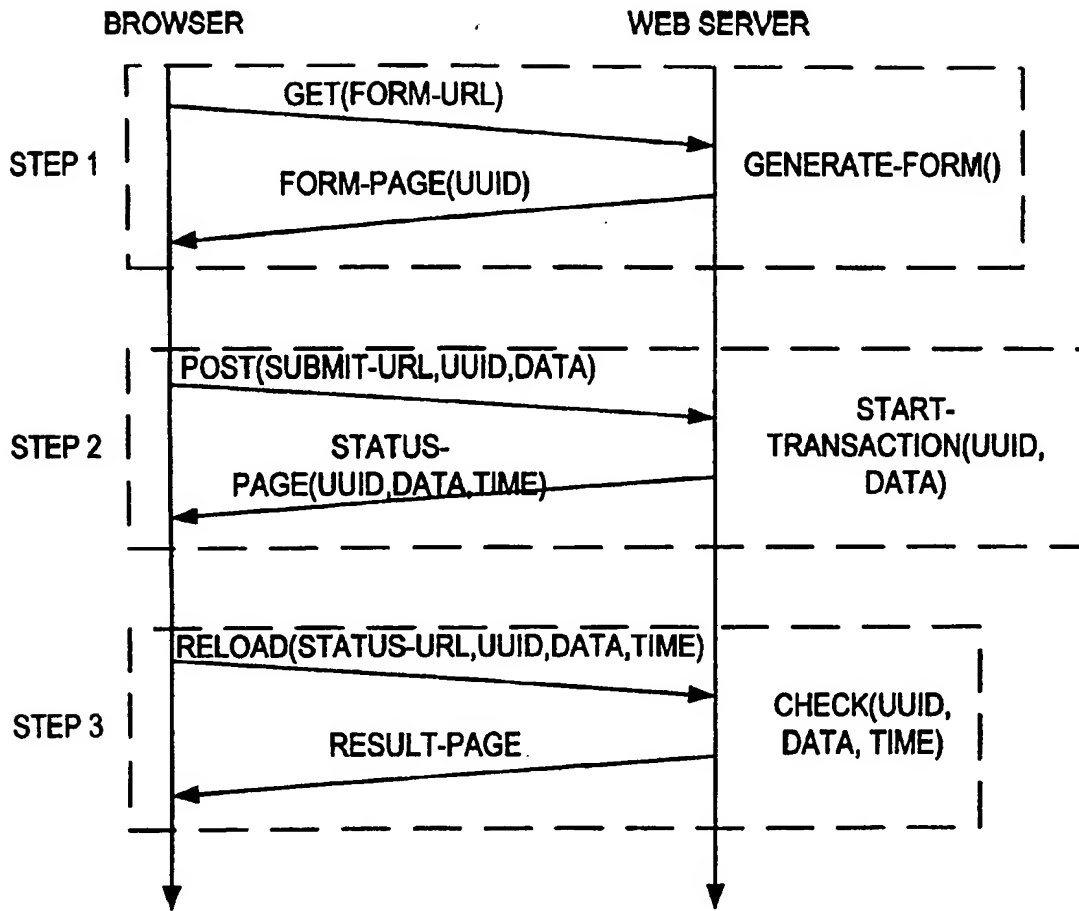 BROWSER
WEB SERVER
GET(FORM-URL)
STEP 1
FORM-PAGE(UUID)
GENERATE-FORM()
POST(SUBMIT-URL,UUID,DATA)
STEP 2
STATUS-
PAGE(UUID,DATA,TIME)
START-
TRANSACTION(UUID,
DATA)
RELOAD(STATUS-URL,UUID,DATA,TIME)
STEP 3
RESULT-PAGE
CHECK(UUID,
DATA, TIME)